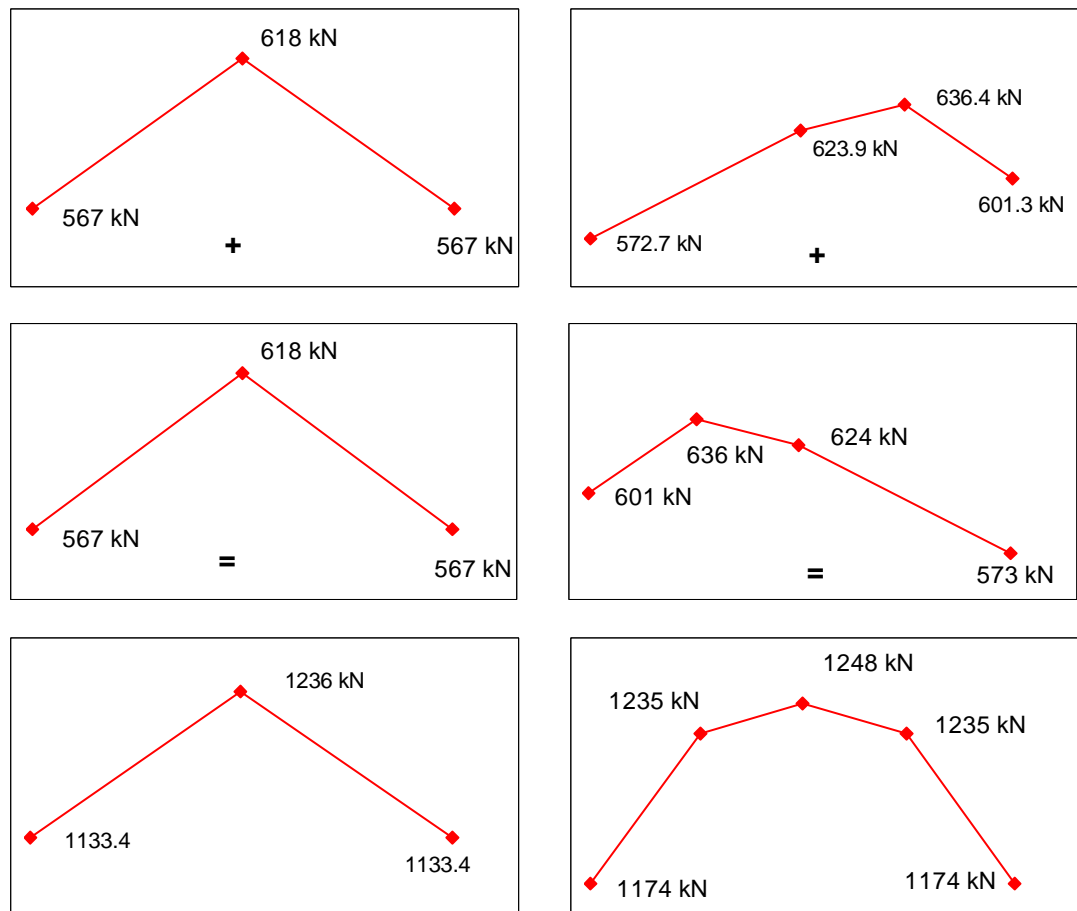 618 kN
567 kN
567 kN
+
636.4 kN
623.9 kN
601.3 kN
572.7 kN
+
618 kN
567 kN
567 kN
=
624 kN
636 kN
601 kN
573 kN
=
1236 kN
1133.4
1133.4
1248 kN
1235 kN
1235 kN
1174 kN
1174 kN